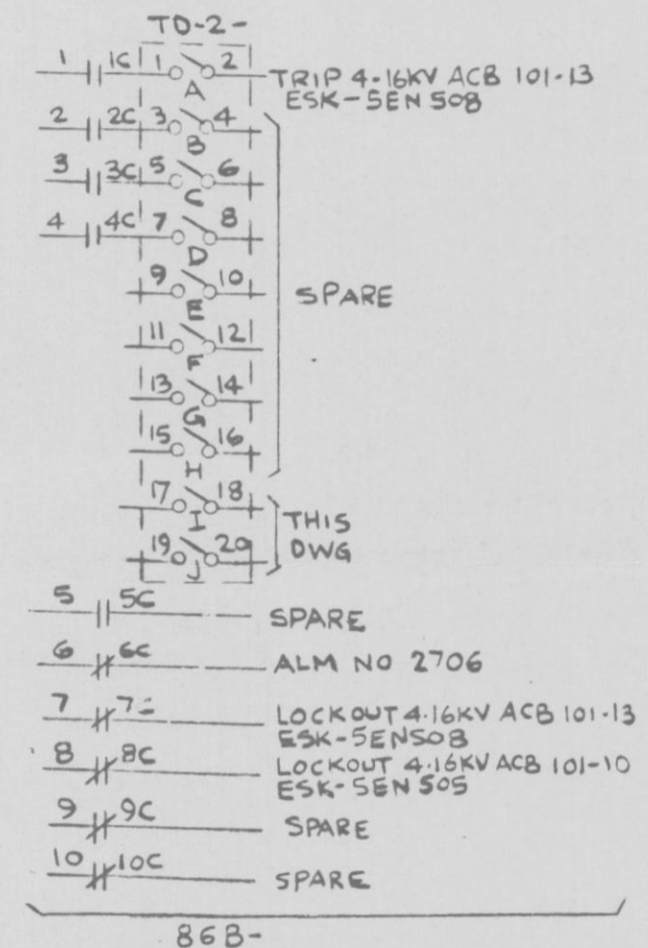 TD-2-
1 1C 1 2 TRIP 4.16KV ACB 101-13
A ESK-5EN508
2 2C 3 4
B
3 3C 5 6
C
4 4C 7 8
D
9 10 SPARE
E
11 12
F
13 14
G
15 16
H
17 18 THIS
I
19 20 DWG
J
5 5C SPARE
6 6C ALM NO 2706
7 7C LOCKOUT 4.16KV ACB 101-13
ESK-5EN508
8 8C LOCKOUT 4.16KV ACB 101-10
ESK-5EN505
9 9C SPARE
10 10C SPARE
86B-